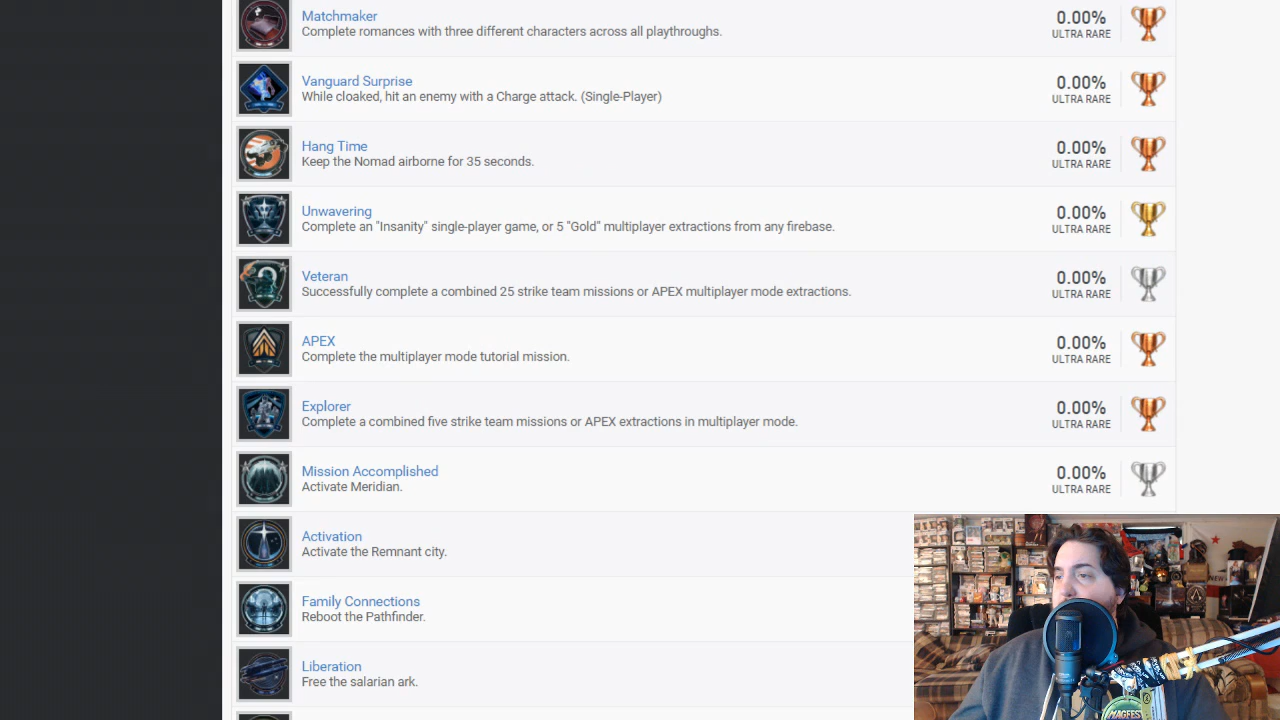 Matchmaker
Complete romances with three different characters across all playthroughs.
0.00%
ULTRA RARE
Vanguard Surprise
While cloaked, hit an enemy with a Charge attack. (Single-Player)
0.00%
ULTRA RARE
Hang Time
Keep the Nomad airborne for 35 seconds.
0.00%
ULTRA RARE
Unwavering
Complete an "Insanity" single-player game, or 5 "Gold" multiplayer extractions from any firebase.
0.00%
ULTRA RARE
Veteran
Successfully complete a combined 25 strike team missions or APEX multiplayer mode extractions.
0.00%
ULTRA RARE
APEX
Complete the multiplayer mode tutorial mission.
0.00%
ULTRA RARE
Explorer
Complete a combined five strike team missions or APEX extractions in multiplayer mode.
0.00%
ULTRA RARE
Mission Accomplished
Activate Meridian.
0.00%
ULTRA RARE
Activation
Activate the Remnant city.
Family Connections
Reboot the Pathfinder.
Liberation
Free the salarian ark.